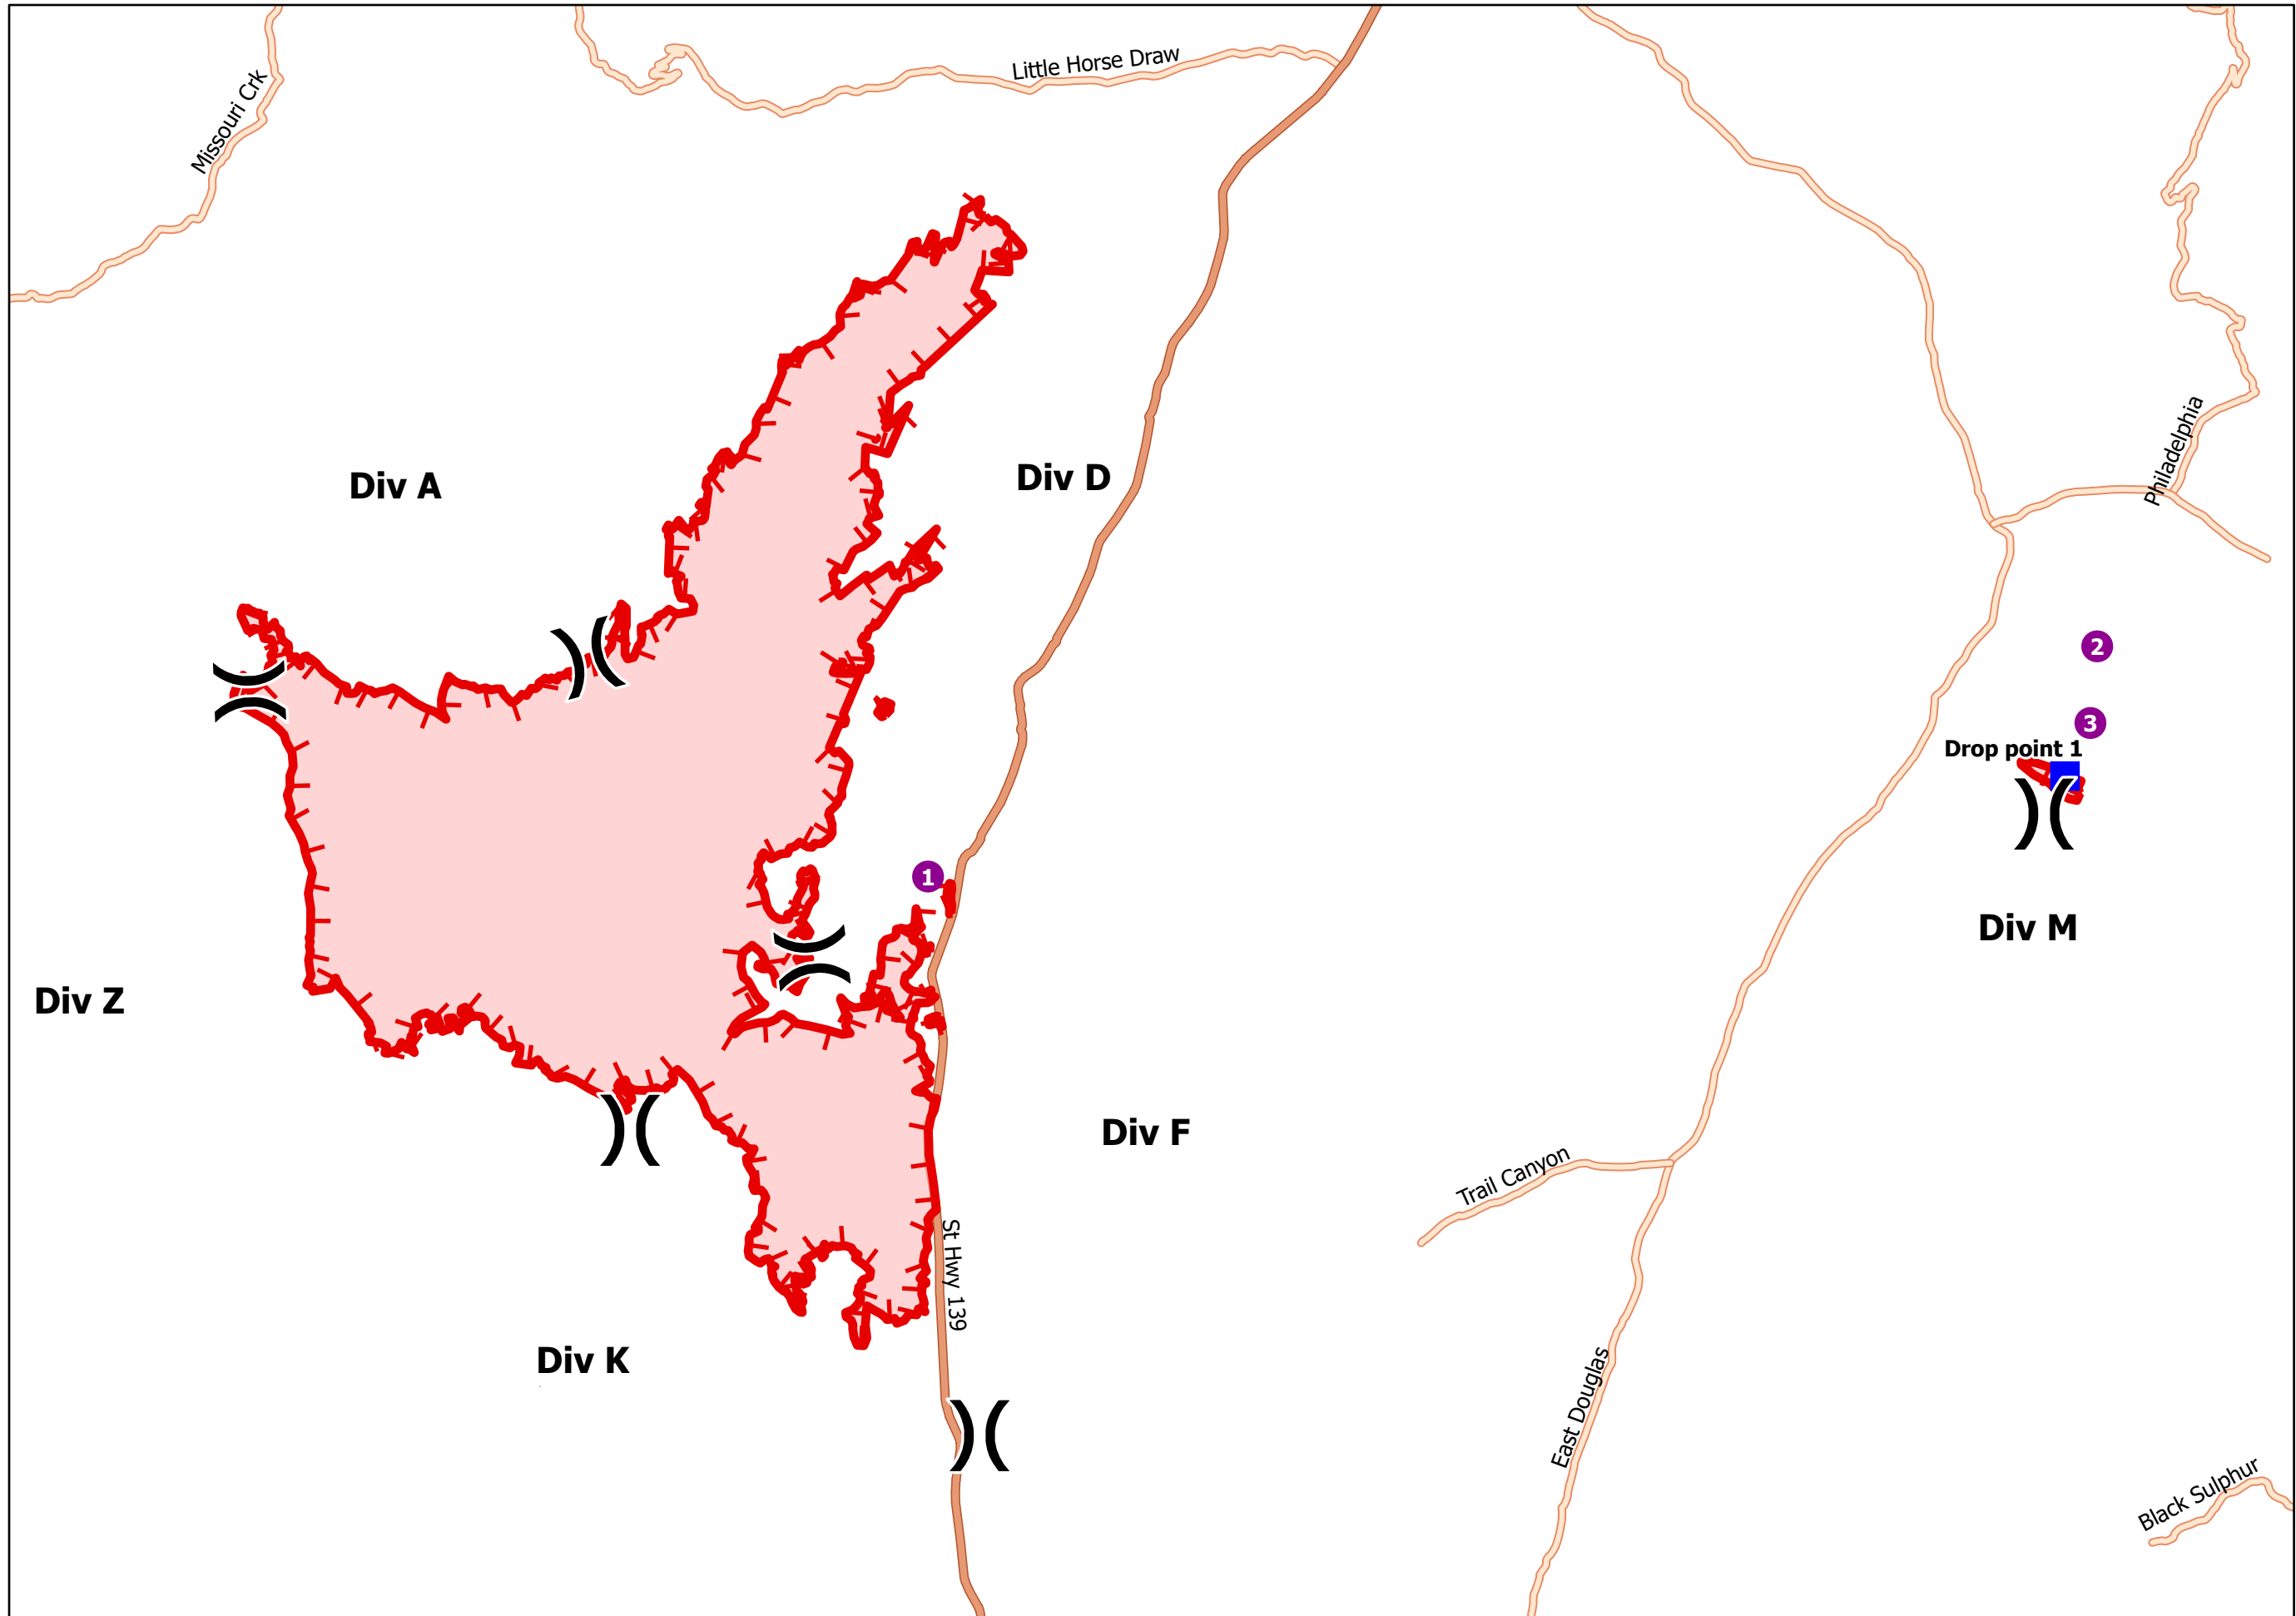 Little Horse Draw
Missouri Crk
Philadelphia
Div A
Div D
2
3
Drop point 1
1
Div M
Div Z
Div F
Trail Canyon
St Hwy 139
Div K
East Douglas
Black Sulphur